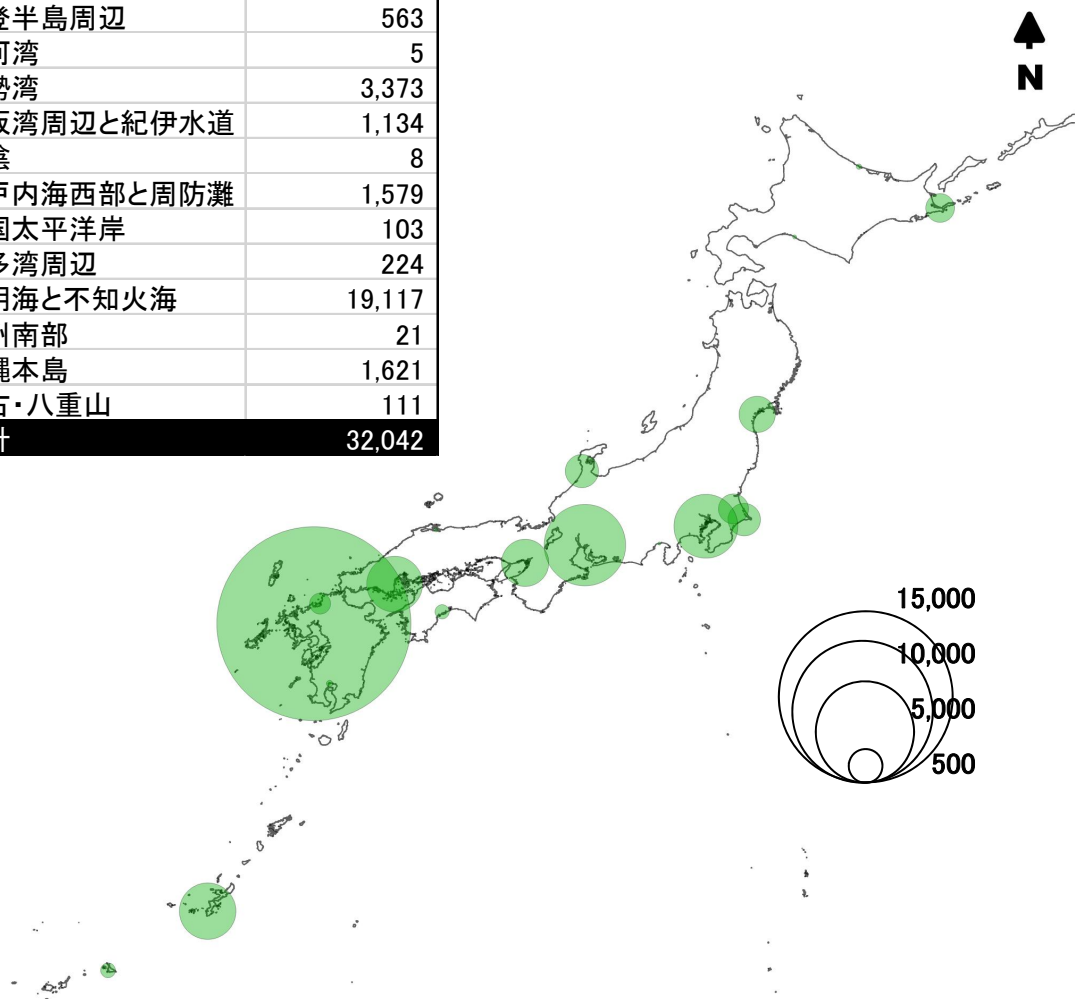 登半島周辺 563
可湾 5
勢湾 3,373
阪湾周辺と紀伊水道 1,134
陰 8
戸内海西部と周防灘 1,579
国太平洋岸 103
多湾周辺 224
明海と不知火海 19,117
州南部 21
縄本島 1,621
古・八重山 111
計 32,042
N
15,000
10,000
5,000
500